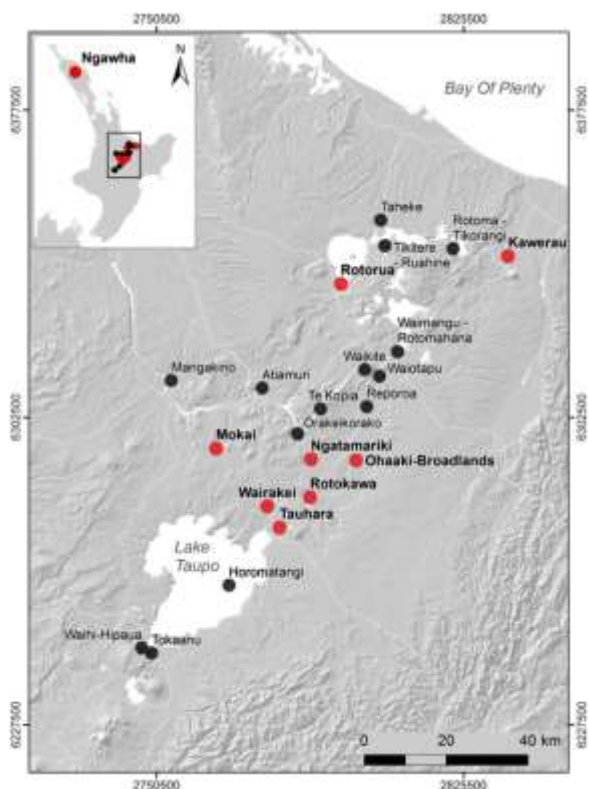 2750500
2825500
Ngawha
N
Bay Of Plenty
6377500
6377500
Taheke
Rotoma -
Tikorangi
Tikitere
- Ruahine
Kawerau
Rotorua
Waimangu -
Rotomahana
Waikite
Waiotapu
Mangakino
Atiamuri
Te Kopia
Reporoa
6302500
6302500
Orakeikorako
Mokai
Ngatamariki
Ohaaki-Broadlands
Rotokawa
Wairakei
Tauhara
Lake
Taupo
Horomatangi
Waihi-Hipaua
Tokaanu
6227500
6227500
0 20 40 km
2750500
2825500